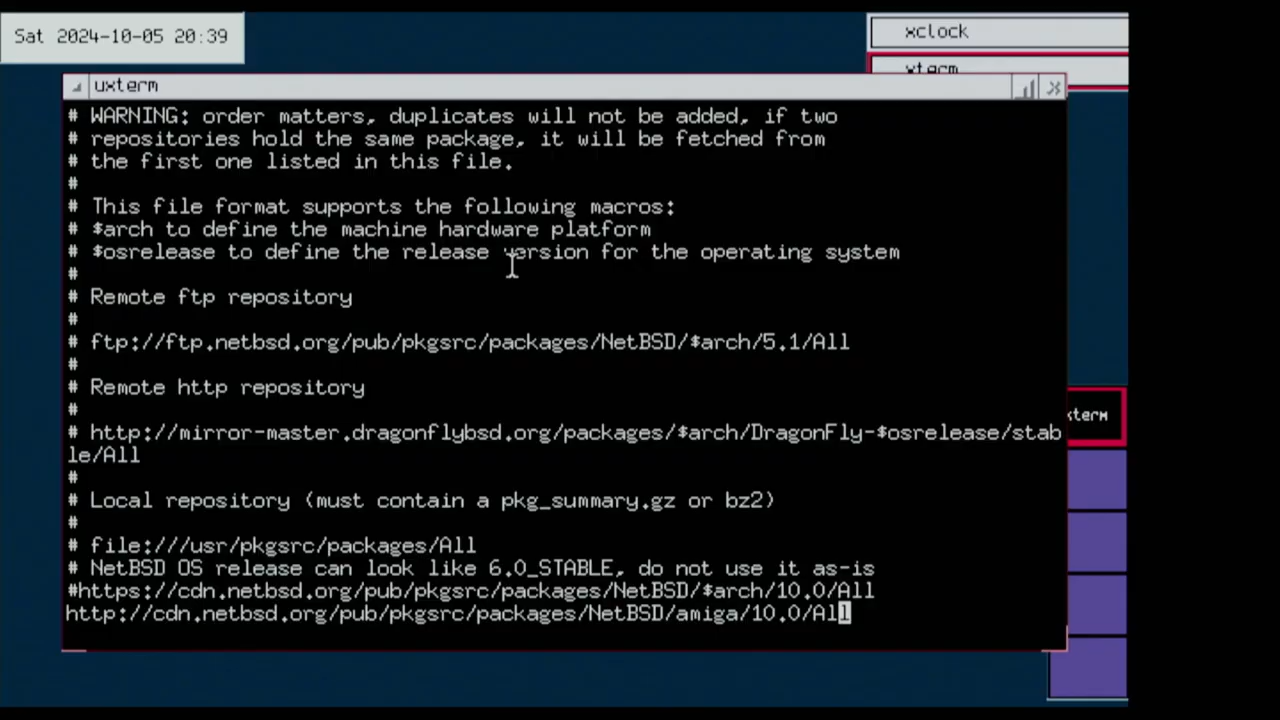 Sat 2024-10-05 20:39
xclock
xterm
uxterm
# WARNING: order matters, duplicates will not be added, if two
# repositories hold the same package, it will be fetched from
# the first one listed in this file.
#
# This file format supports the following macros:
# $arch to define the machine hardware platform
# $osrelease to define the release version for the operating system
#
# Remote ftp repository
#
# ftp://ftp.netbsd.org/pub/pkgsrc/packages/NetBSD/$arch/5.1/All
#
# Remote http repository
#
# http://mirror-master.dragonflybsd.org/packages/$arch/DragonFly-$osrelease/stab
le/All
#
# Local repository (must contain a pkg_summary.gz or bz2)
#
# file:///usr/pkgsrc/packages/All
# NetBSD OS release can look like 6.0_STABLE, do not use it as-is
#https://cdn.netbsd.org/pub/pkgsrc/packages/NetBSD/$arch/10.0/All
http://cdn.netbsd.org/pub/pkgsrc/packages/NetBSD/amiga/10.0/All
xterm